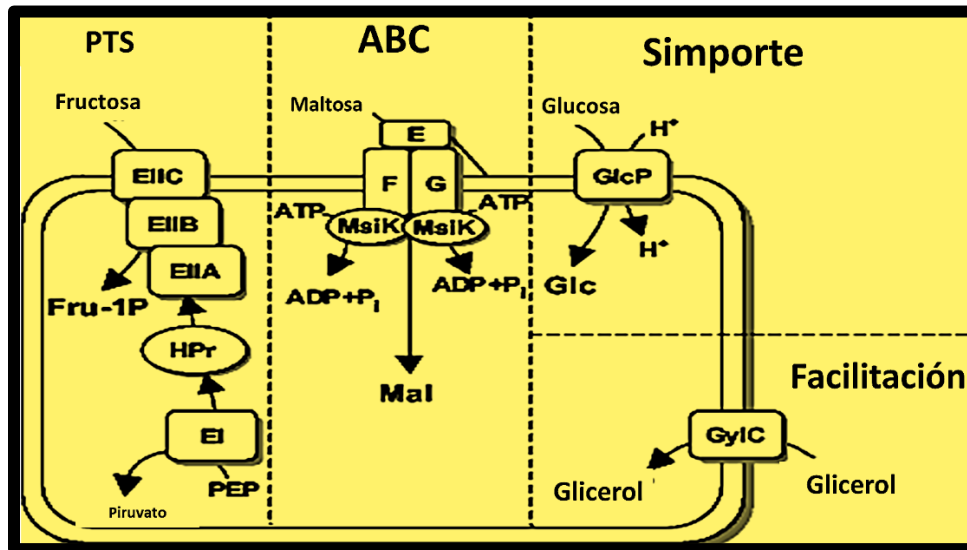 PTS
Fructosa
EIIC
EIIB
EIIA
Fru-1P
HPr
EI
PEP
Piruvato
ABC
Maltosa
E
F G
ATP ATP
MsiK MsiK
ADP+Pi ADP+Pi
Mal
Simporte
Glucosa
H+
GlcP
H+
Glc
Facilitación
GylC
Glicerol
Glicerol